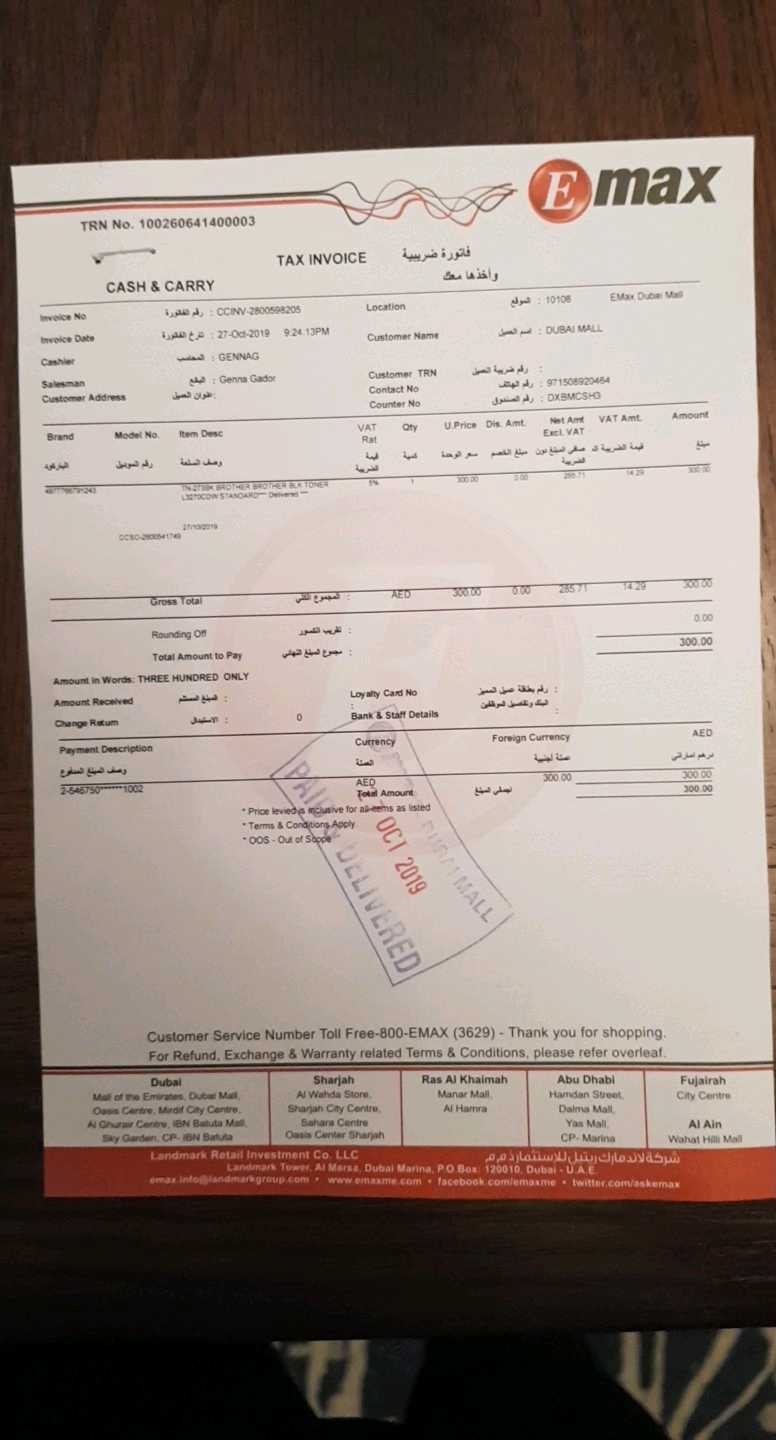 Emax
TRN No. 100260641400003
TAX INVOICE فاتورة ضريبية
CASH & CARRY وأخذها معك
Invoice No رقم الفاتورة : CCINV-2800598205 Location الموقع : 10106 EMax Dubai Mall
Invoice Date تارخ الفاتورة : 27-Oct-2019 9:24:13PM Customer Name اسم العميل : DUBAI MALL
Cashier المحاسب : GENNAG
Salesman البقع : Genna Gador Customer TRN رقم ضريبية العميل :
Customer Address عنوان العميل: Contact No رقم الهاتف : 971508920464
Counter No رقم الصندوق : DXBMCSH3
Brand Model No. Item Desc VAT Rat Qty U.Price Dis. Amt. Net Amt Excl. VAT VAT Amt. Amount
الباركود رقم الموديل وصف السلعة قيمة الضريبية كمية سعر الوحدة مبلغ الخصم صافي المبلغ دون الضريبية قيمة الضريبية الـ مبلغ
4977766791243 TN-273BK BROTHER BROTHER BLK TONER 5% 1 300.00 0.00 285.71 14.29 300.00
L3270CDW STANDARD*** Delivered ***
27/10/2019
CCSO-2800541749
Gross Total المجموع الكلي : AED 300.00 0.00 285.71 14.29 300.00
Rounding Off تقريب الكسور : 0.00
Total Amount to Pay مجموع المبلغ النهائي : 300.00
Amount in Words: THREE HUNDRED ONLY
Amount Received المبلغ المستلم : Loyalty Card No رقم بطاقة عميل المميز :
Change Return الاستبدال : 0 Bank & Staff Details البنك وتفاصيل الموظفين :
Payment Description Currency Foreign Currency AED
وصف المبلغ المدفوع العملة عملة أجنبية درهم اماراتي
2-546750******1002 AED 300.00 300.00
Total Amount: اجمالي المبلغ 300.00
* Price levied is inclusive for all items as listed
* Terms & Conditions Apply
* OOS - Out of Scope
DUBAI MALL
OCT 2019
PAID & DELIVERED
Customer Service Number Toll Free-800-EMAX (3629) - Thank you for shopping.
For Refund, Exchange & Warranty related Terms & Conditions, please refer overleaf.
Dubai
Mall of the Emirates, Dubai Mall,
Oasis Centre, Mirdif City Centre,
Al Ghurair Centre, IBN Batuta Mall,
Sky Garden, CP- IBN Batuta
Sharjah
Al Wahda Store,
Sharjah City Centre,
Sahara Centre
Oasis Center Sharjah
Ras Al Khaimah
Manar Mall,
Al Hamra
Abu Dhabi
Hamdan Street,
Dalma Mall,
Yas Mall,
CP- Marina
Fujairah
City Centre
Al Ain
Wahat Hilli Mall
Landmark Retail Investment Co. LLC شركة لاندمارك ريتيل للإستثمار ذ.م.م
Landmark Tower, Al Marsa, Dubai Marina, P.O.Box: 120010, Dubai - U.A.E.
emax.info@landmarkgroup.com • www.emaxme.com • facebook.com/emaxme • twitter.com/askemax